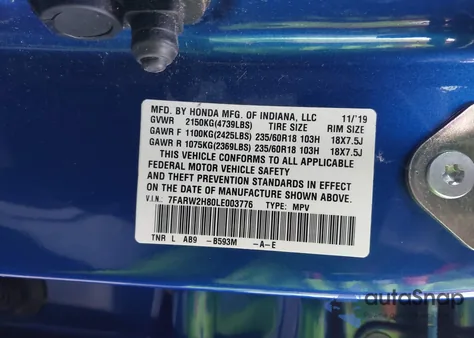 MFD. BY HONDA MFG. OF INDIANA, LLC 11/'19
GVWR 2150KG(4739LBS) TIRE SIZE RIM SIZE
GAWR F 1100KG(2425LBS) 235/60R18 103H 18X7.5J
GAWR R 1075KG(2369LBS) 235/60R18 103H 18X7.5J
THIS VEHICLE CONFORMS TO ALL APPLICABLE
FEDERAL MOTOR VEHICLE SAFETY
AND THEFT PREVENTION STANDARDS IN EFFECT
ON THE DATE OF MANUFACTURE SHOWN ABOVE.
V.I.N.: 7FARW2H80LE003776 TYPE: MPV
TNR L AB9 -B593M -A-E
autoSnap